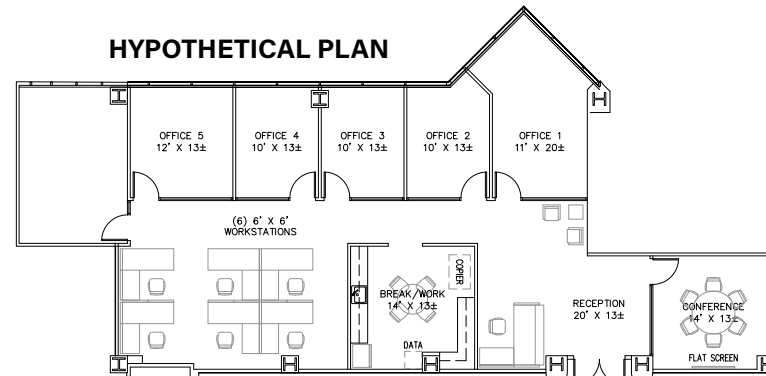 HYPOTHETICAL PLAN
OFFICE 5
12' X 13±
OFFICE 4
10' X 13±
OFFICE 3
10' X 13±
OFFICE 2
10' X 13±
OFFICE 1
11' X 20±
(6) 6' X 6'
WORKSTATIONS
COPIER
BREAK/WORK
14' X 13±
DATA
RECEPTION
20' X 13±
CONFERENCE
14' X 13±
FLAT SCREEN